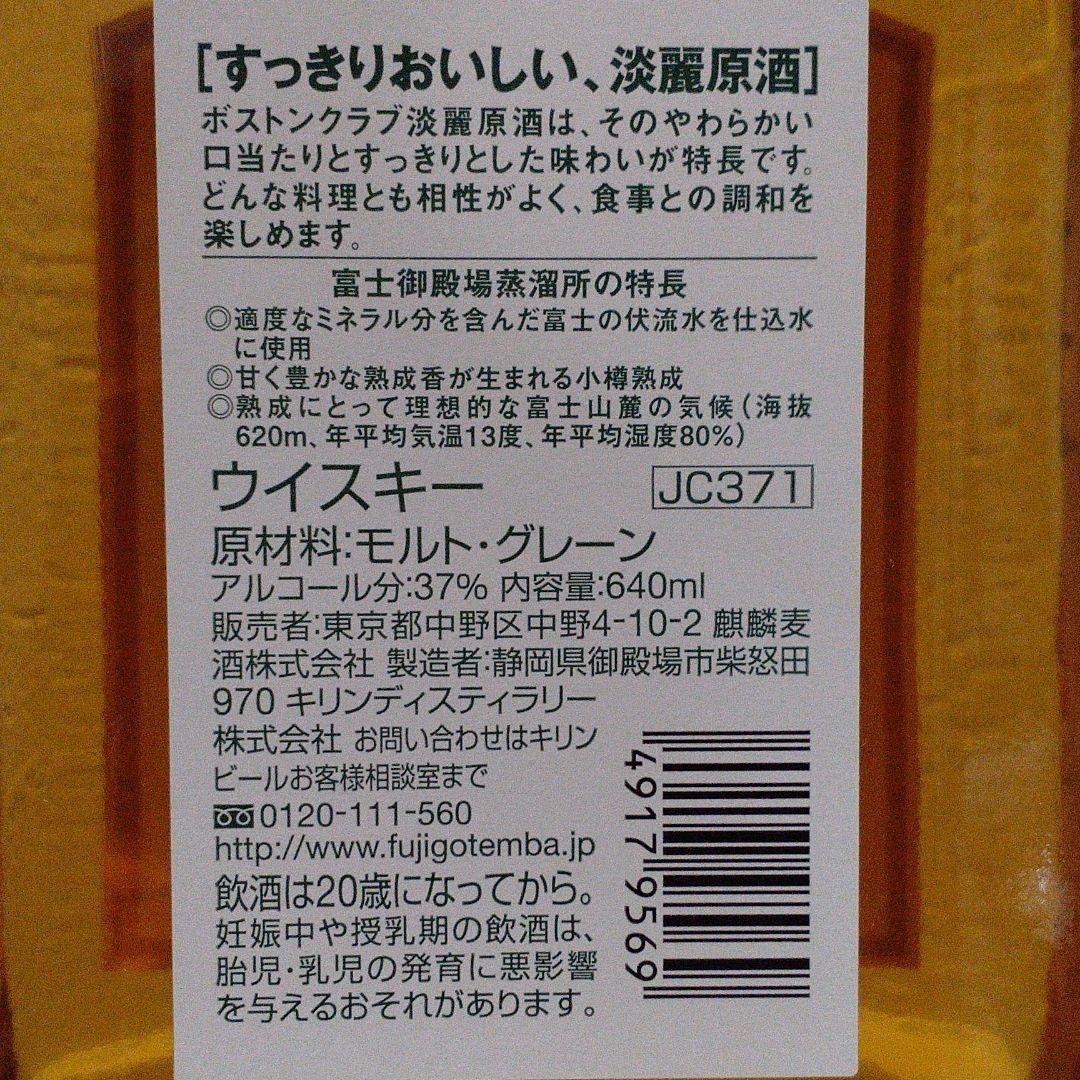 [すっきりおいしい、淡麗原酒]
ボストンクラブ淡麗原酒は、そのやわらかい
口当たりとすっきりとした味わいが特長です。
どんな料理とも相性がよく、食事との調和を
楽しめます。
富士御殿場蒸溜所の特長
◎適度なミネラル分を含んだ富士の伏流水を仕込水
に使用
◎甘く豊かな熟成香が生まれる小樽熟成
◎熟成にとって理想的な富士山麓の気候(海抜
620m、年平均気温13度、年平均湿度80%)
ウイスキー JC371
原材料:モルト・グレーン
アルコール分:37% 内容量:640ml
販売者:東京都中野区中野4-10-2 麒麟麦
酒株式会社 製造者:静岡県御殿場市柴怒田
970 キリンディスティラリー
株式会社 お問い合わせはキリン
ビールお客様相談室まで
0120-111-560
http://www.fujigotemba.jp
飲酒は20歳になってから。
妊娠中や授乳期の飲酒は、
胎児・乳児の発育に悪影響
を与えるおそれがあります。
49179569